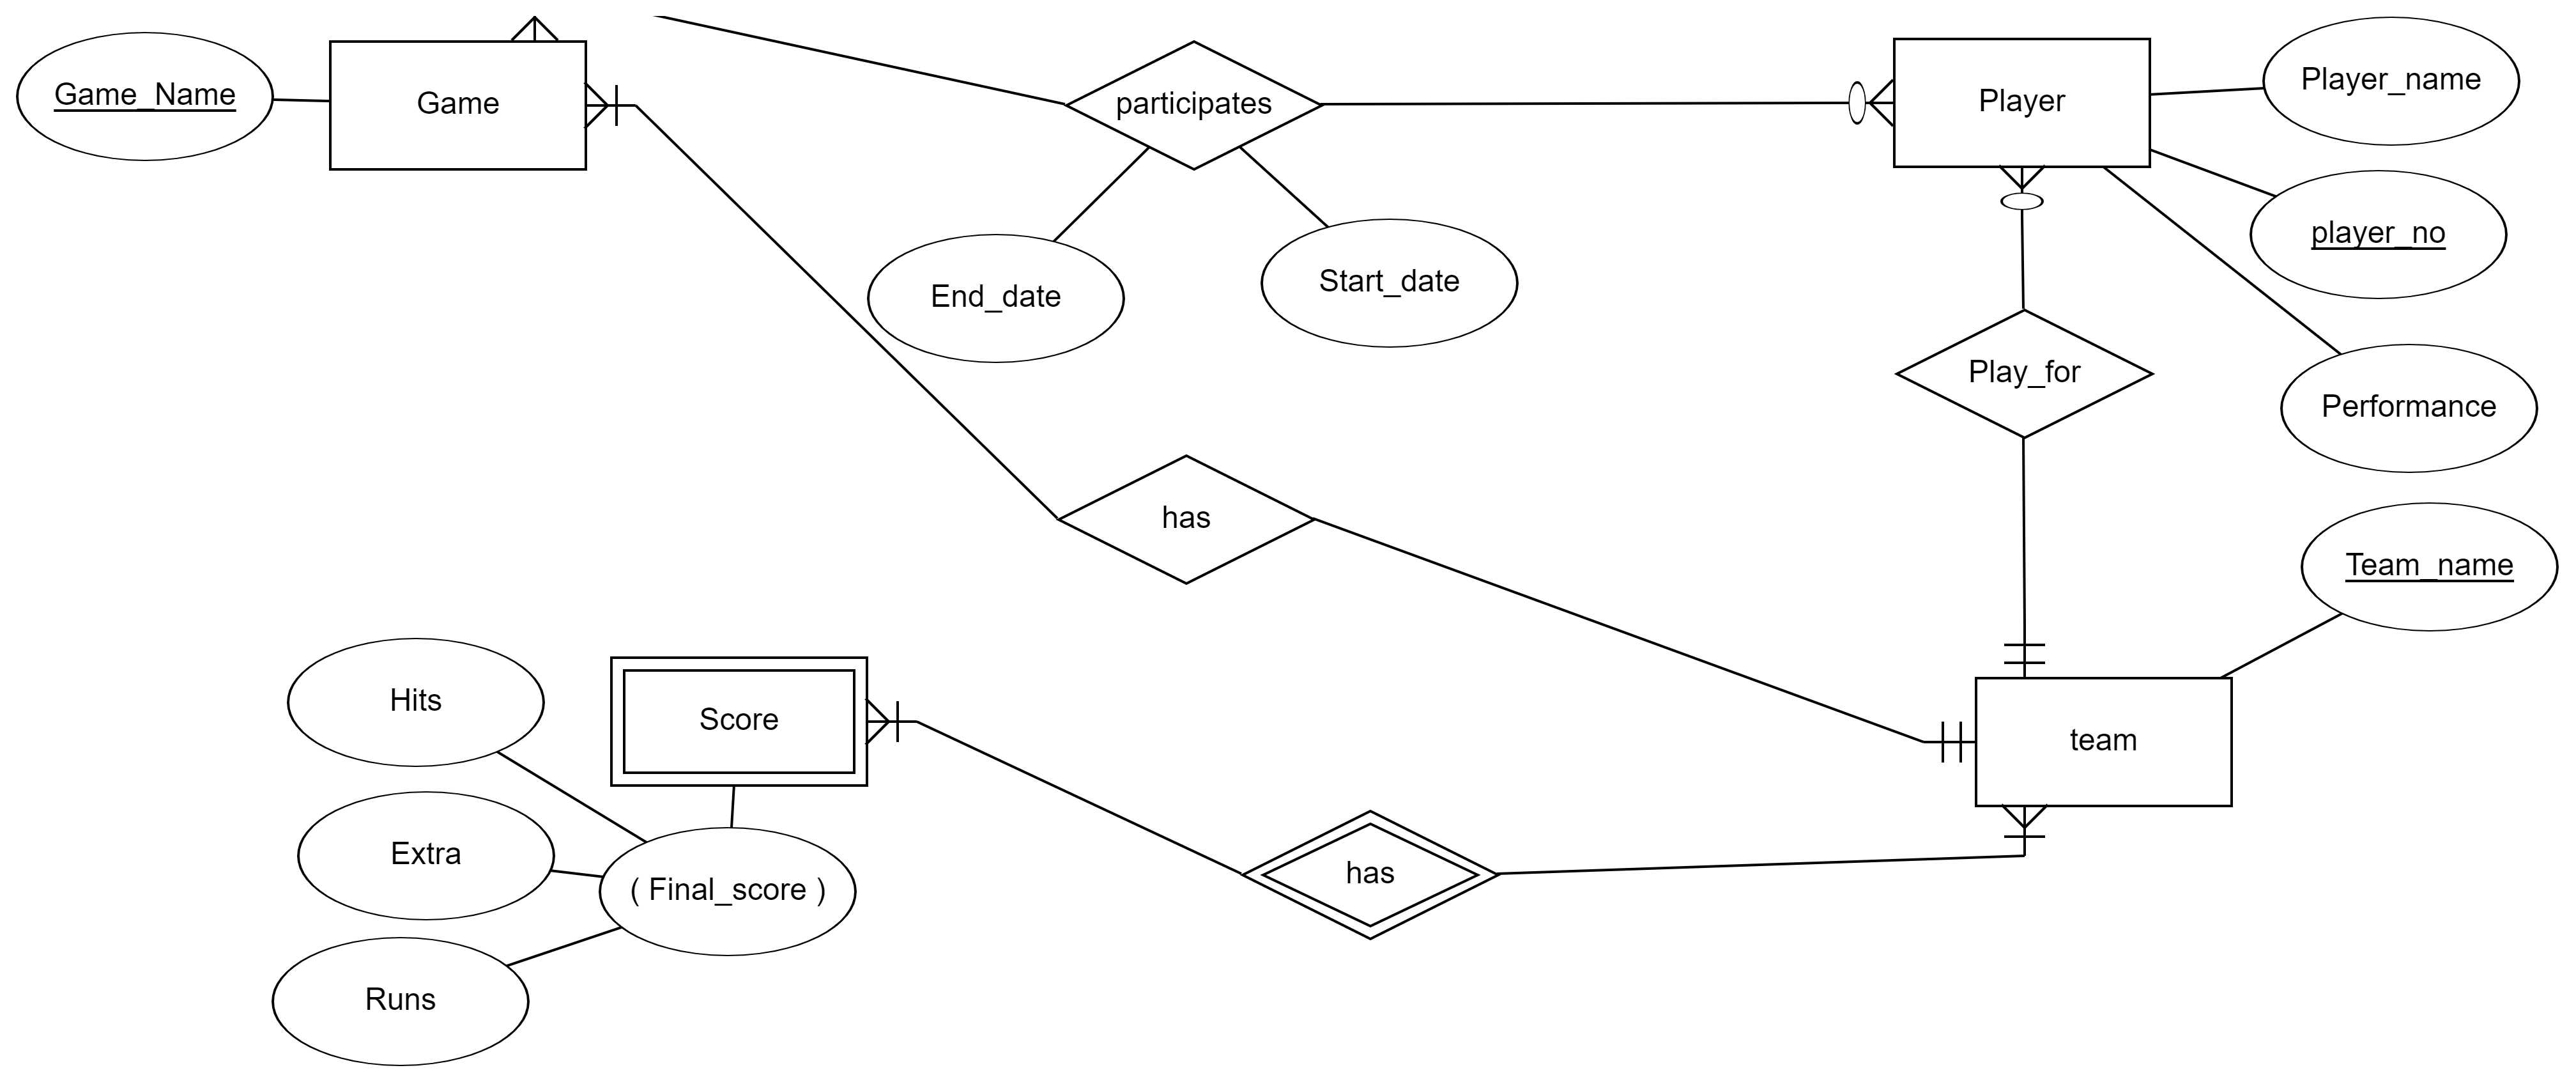 Game_Name
Game
participates
Player
Player_name
player_no
End_date
Start_date
Play_for
Performance
has
Team_name
Hits
Score
team
Extra
( Final_score )
has
Runs